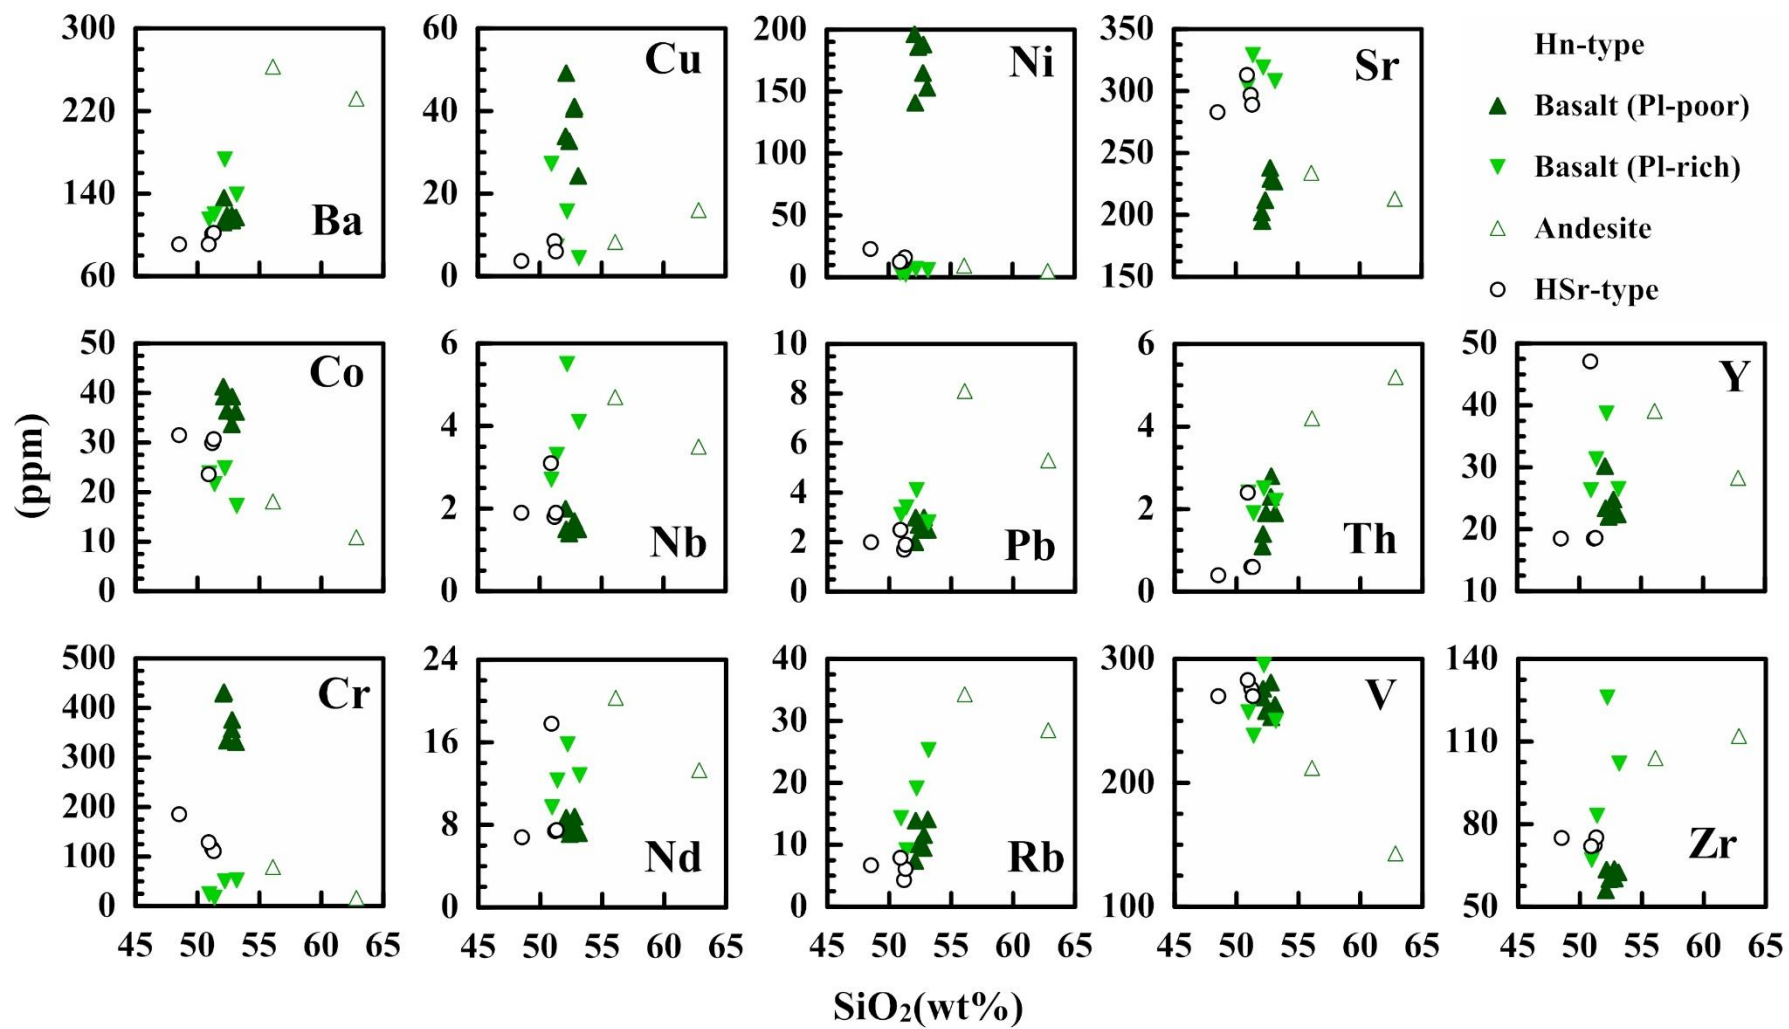 300
220
140
60
Ba
60
40
20
0
Cu
200
150
100
50
0
Ni
350
300
250
200
150
Sr
Hn-type
Basalt (Pl-poor)
Basalt (Pl-rich)
Andesite
HSr-type
(ppm)
50
40
30
20
10
0
Co
6
4
2
0
Nb
10
8
6
4
2
0
Pb
6
4
2
0
Th
50
40
30
20
10
Y
500
400
300
200
100
0
Cr
45 50 55 60 65
24
16
8
0
Nd
45 50 55 60 65
40
30
20
10
0
Rb
45 50 55 60 65
300
200
100
V
45 50 55 60 65
140
110
80
50
Zr
45 50 55 60 65
SiO₂(wt%)